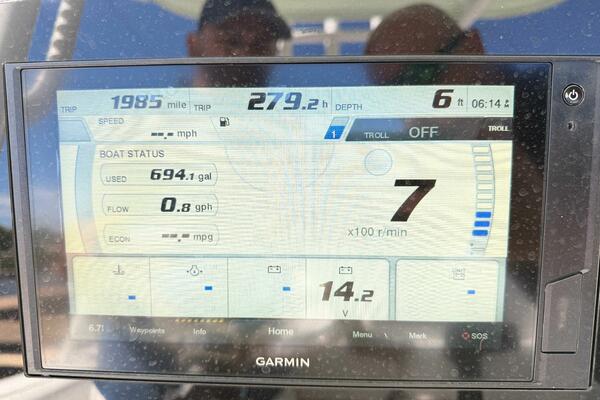 TRIP 1985 mile TRIP 279.2 h DEPTH 6 ft 06:14
SPEED
--.-- mph
1 TROLL OFF TROLL
BOAT STATUS
USED 694.1 gal
FLOW 0.8 gph
ECON --.-- mpg
7
x100 r/min
14.2
V
Waypoints Info Home Menu Mark SOS
GARMIN